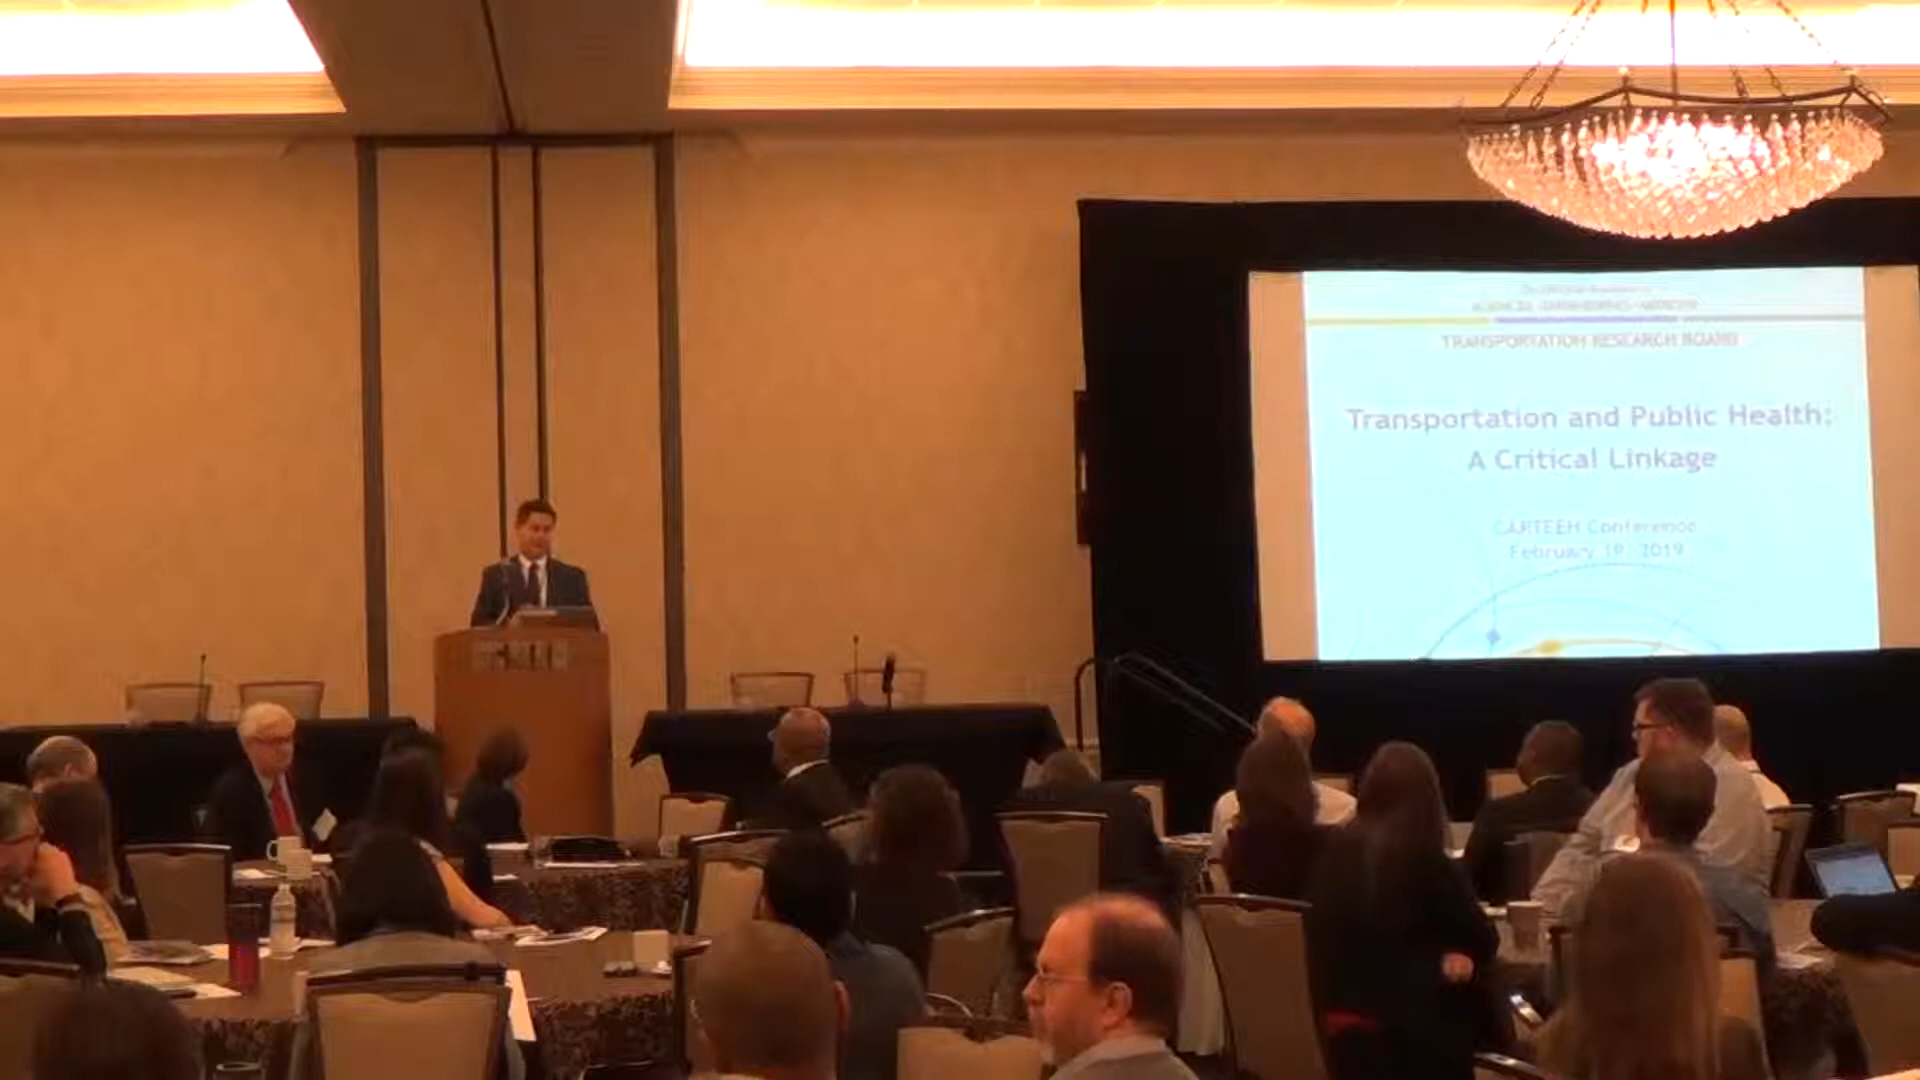 TRANSPORTATION RESEARCH BOARD
Transportation and Public Health:
A Critical Linkage
CARTEEH Conference
February 19, 2019